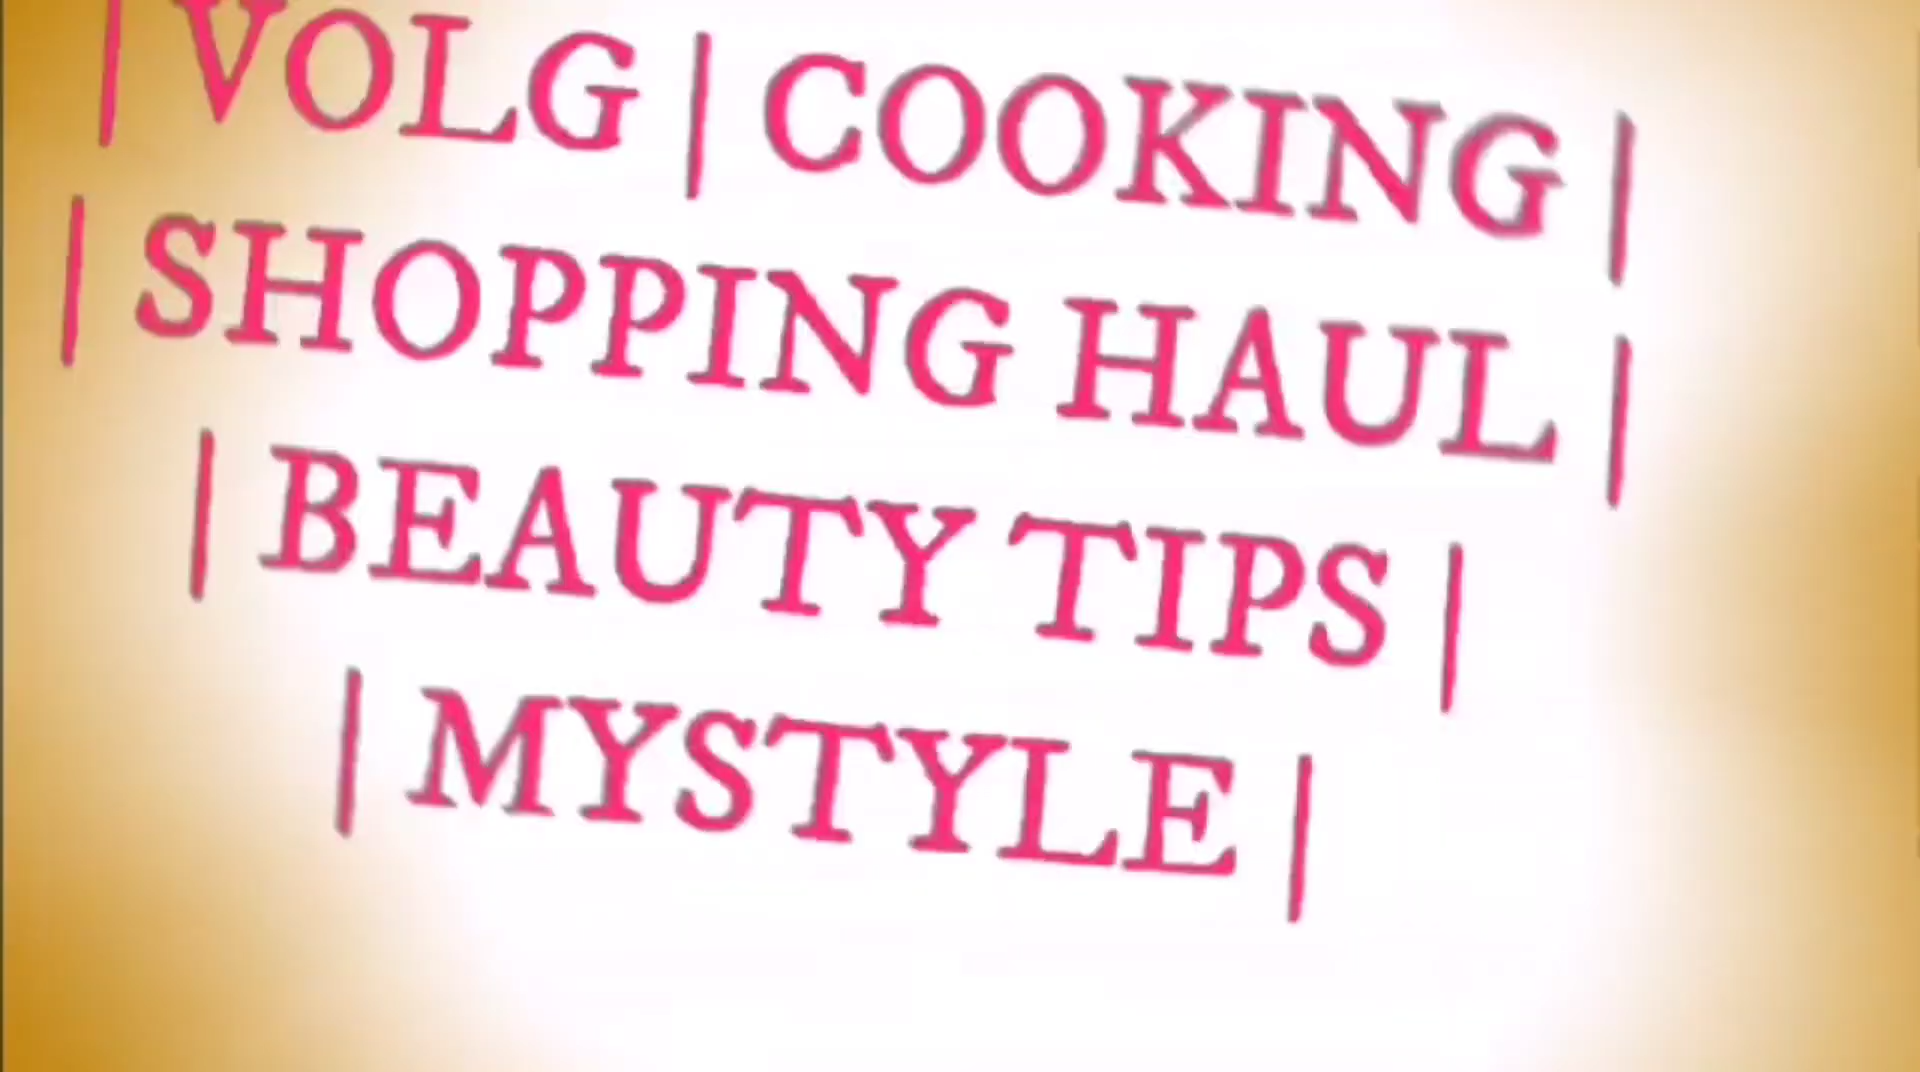 | VOLG | COOKING |
| SHOPPING HAUL |
| BEAUTY TIPS |
| MYSTYLE |